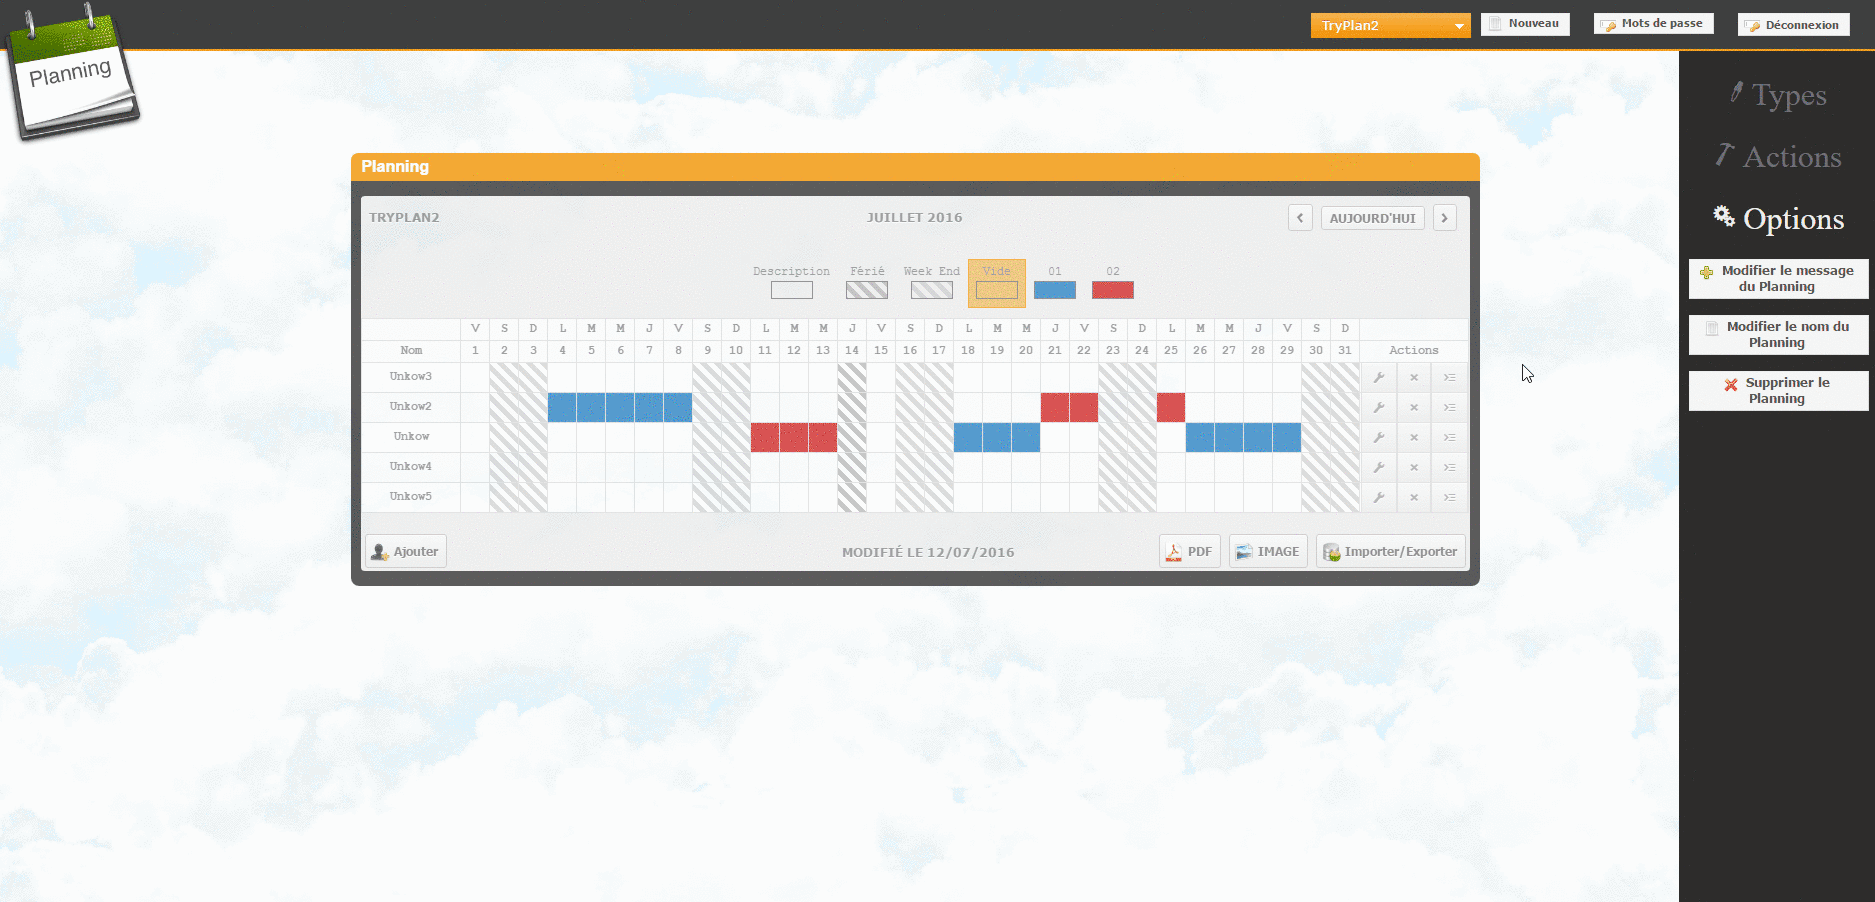 Planning
TryPlan2
Nouveau
Mots de passe
Déconnexion
Types
Actions
Options
Modifier le message
du Planning
Modifier le nom du
Planning
Supprimer le
Planning
Planning
TRYPLAN2 JUILLET 2016 AUJOURD'HUI
Description Férié Week End Vide 01 02
V S D L M M J V S D L M M J V S D L M M J V S D L M M J V S D
Nom 1 2 3 4 5 6 7 8 9 10 11 12 13 14 15 16 17 18 19 20 21 22 23 24 25 26 27 28 29 30 31 Actions
Unkow3
Unkow2
Unkow
Unkow4
Unkow5
Ajouter MODIFIÉ LE 12/07/2016 PDF IMAGE Importer/Exporter